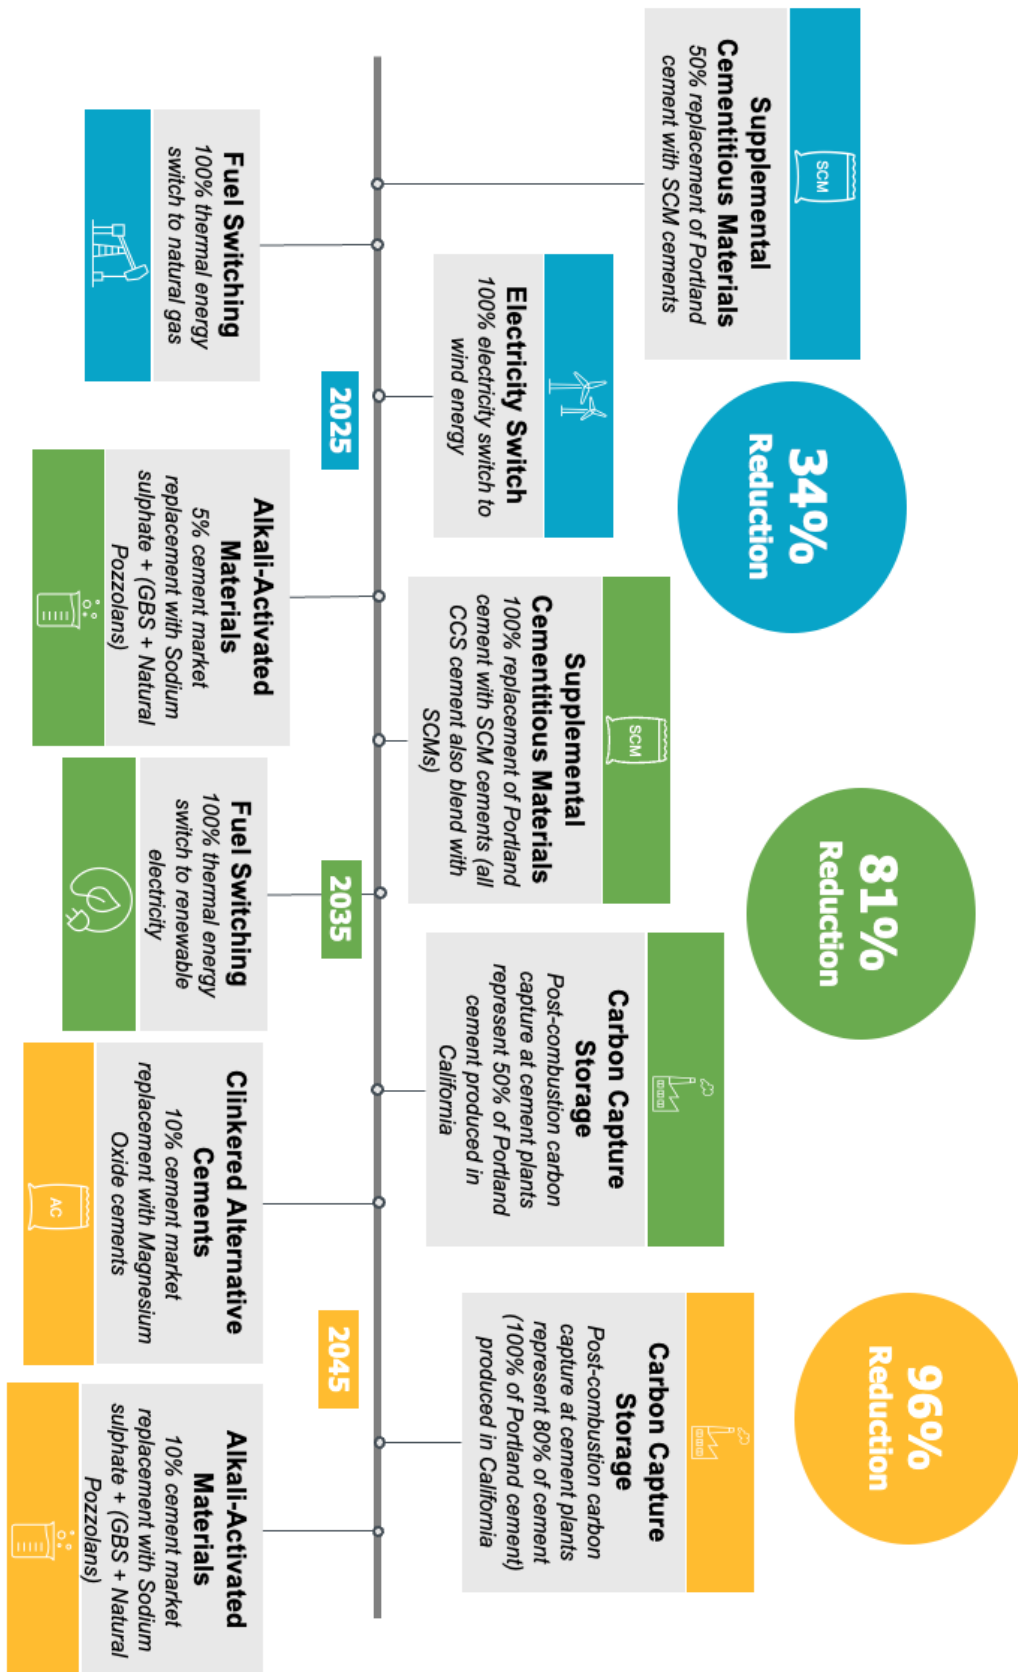 SCM
Supplemental
Cementitious Materials
50% replacement of Portland
cement with SCM cements
Fuel Switching
100% thermal energy
switch to natural gas
Electricity Switch
100% electricity switch to
wind energy
2025
34%
Reduction
Alkali-Activated
Materials
5% cement market
replacement with Sodium
sulphate + (GBS + Natural
Pozzolans)
SCM
Supplemental
Cementitious Materials
100% replacement of Portland
cement with SCM cements (all
CCS cement also blend with
SCMs)
Fuel Switching
100% thermal energy
switch to renewable
electricity
2035
81%
Reduction
Carbon Capture
Storage
Post-combustion carbon
capture at cement plants
represent 50% of Portland
cement produced in
California
Clinkered Alternative
Cements
10% cement market
replacement with Magnesium
Oxide cements
AC
2045
96%
Reduction
Carbon Capture
Storage
Post-combustion carbon
capture at cement plants
represent 80% of cement
(100% of Portland cement)
produced in California
Alkali-Activated
Materials
10% cement market
replacement with Sodium
sulphate + (GBS + Natural
Pozzolans)